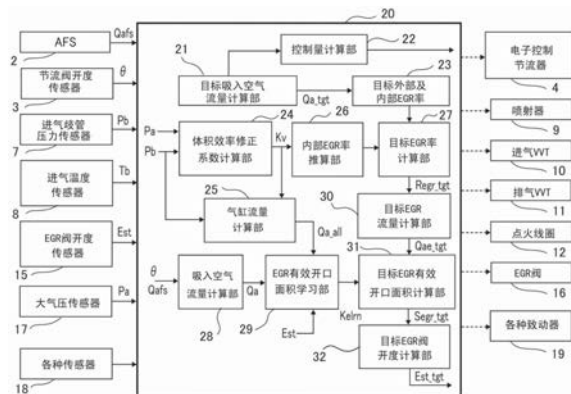 20
AFS
Qafs
2
节流阀开度
传感器
θ
3
进气歧管
压力传感器
Pb
7
进气温度
传感器
Tb
8
EGR阀开度
传感器
Est
15
大气压传感器
Pa
17
各种传感器
18
21
控制量计算部
22
目标吸入空气
流量计算部
Qa_tgt
目标外部及
内部EGR率
23
Pa
Pb
体积效率修正
系数计算部
24
Kv
内部EGR率
推算部
26
目标EGR率
计算部
27
Regr_tgt
25
气缸流量
计算部
Qa_all
30
目标EGR
流量计算部
Qae_tgt
31
θ
Qafs
吸入空气
流量计算部
28
Qa
EGR有效开口
面积学习部
29
Est
Kelrn
目标EGR有效
开口面积计算部
Segr_tgt
32
目标EGR阀
开度计算部
Est_tgt
电子控制
节流器
4
喷射器
9
进气VVT
10
排气VVT
11
点火线圈
12
EGR阀
16
各种致动器
19